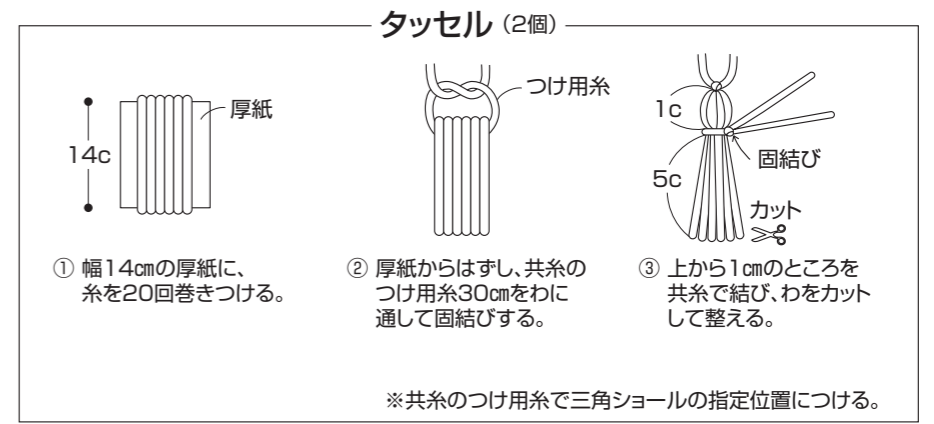 タッセル（2個）
厚紙
14c
つけ用糸
1c
固結び
5c
カット
① 幅14㎝の厚紙に、
糸を20回巻きつける。
② 厚紙からはずし、共糸の
つけ用糸30㎝をわに
通して固結びする。
③ 上から1㎝のところを
共糸で結び、わをカット
して整える。
※共糸のつけ用糸で三角ショールの指定位置につける。